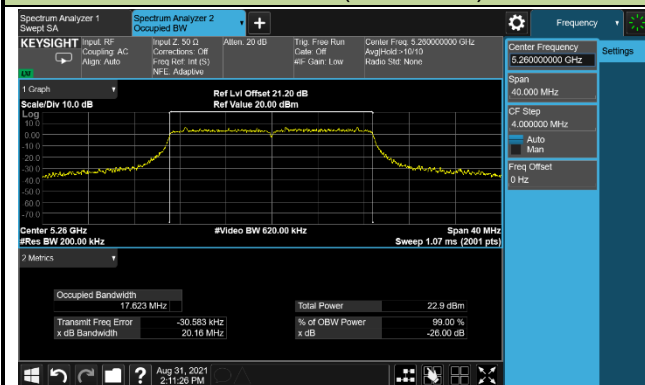 Spectrum Analyzer 1
Swept SA
Spectrum Analyzer 2
Occupied BW
+
Frequency
KEYSIGHT
Input: RF
Coupling: AC
Align: Auto
Input Z: 50 Ω
Corrections: Off
Freq Ref: Int (S)
NFE: Adaptive
Atten: 20 dB
Trig: Free Run
Gate: Off
#IF Gain: Low
Center Freq: 5.260000000 GHz
Avg|Hold:>10/10
Radio Std: None
LXI
Center Frequency
5.260000000 GHz
Settings
Span
40.000 MHz
CF Step
4.000000 MHz
Auto
Man
Freq Offset
0 Hz
1 Graph
Scale/Div 10.0 dB
Ref Lvl Offset 21.20 dB
Ref Value 20.00 dBm
Log
10.0
0.00
-10.0
-20.0
-30.0
-40.0
-50.0
-60.0
-70.0
Center 5.26 GHz
#Res BW 200.00 kHz
#Video BW 620.00 kHz
Span 40 MHz
Sweep 1.07 ms (2001 pts)
2 Metrics
Occupied Bandwidth
17.623 MHz
Total Power 22.9 dBm
Transmit Freq Error -30.583 kHz
% of OBW Power 99.00 %
x dB Bandwidth 20.16 MHz
x dB -26.00 dB
?
Aug 31, 2021
2:11:26 PM